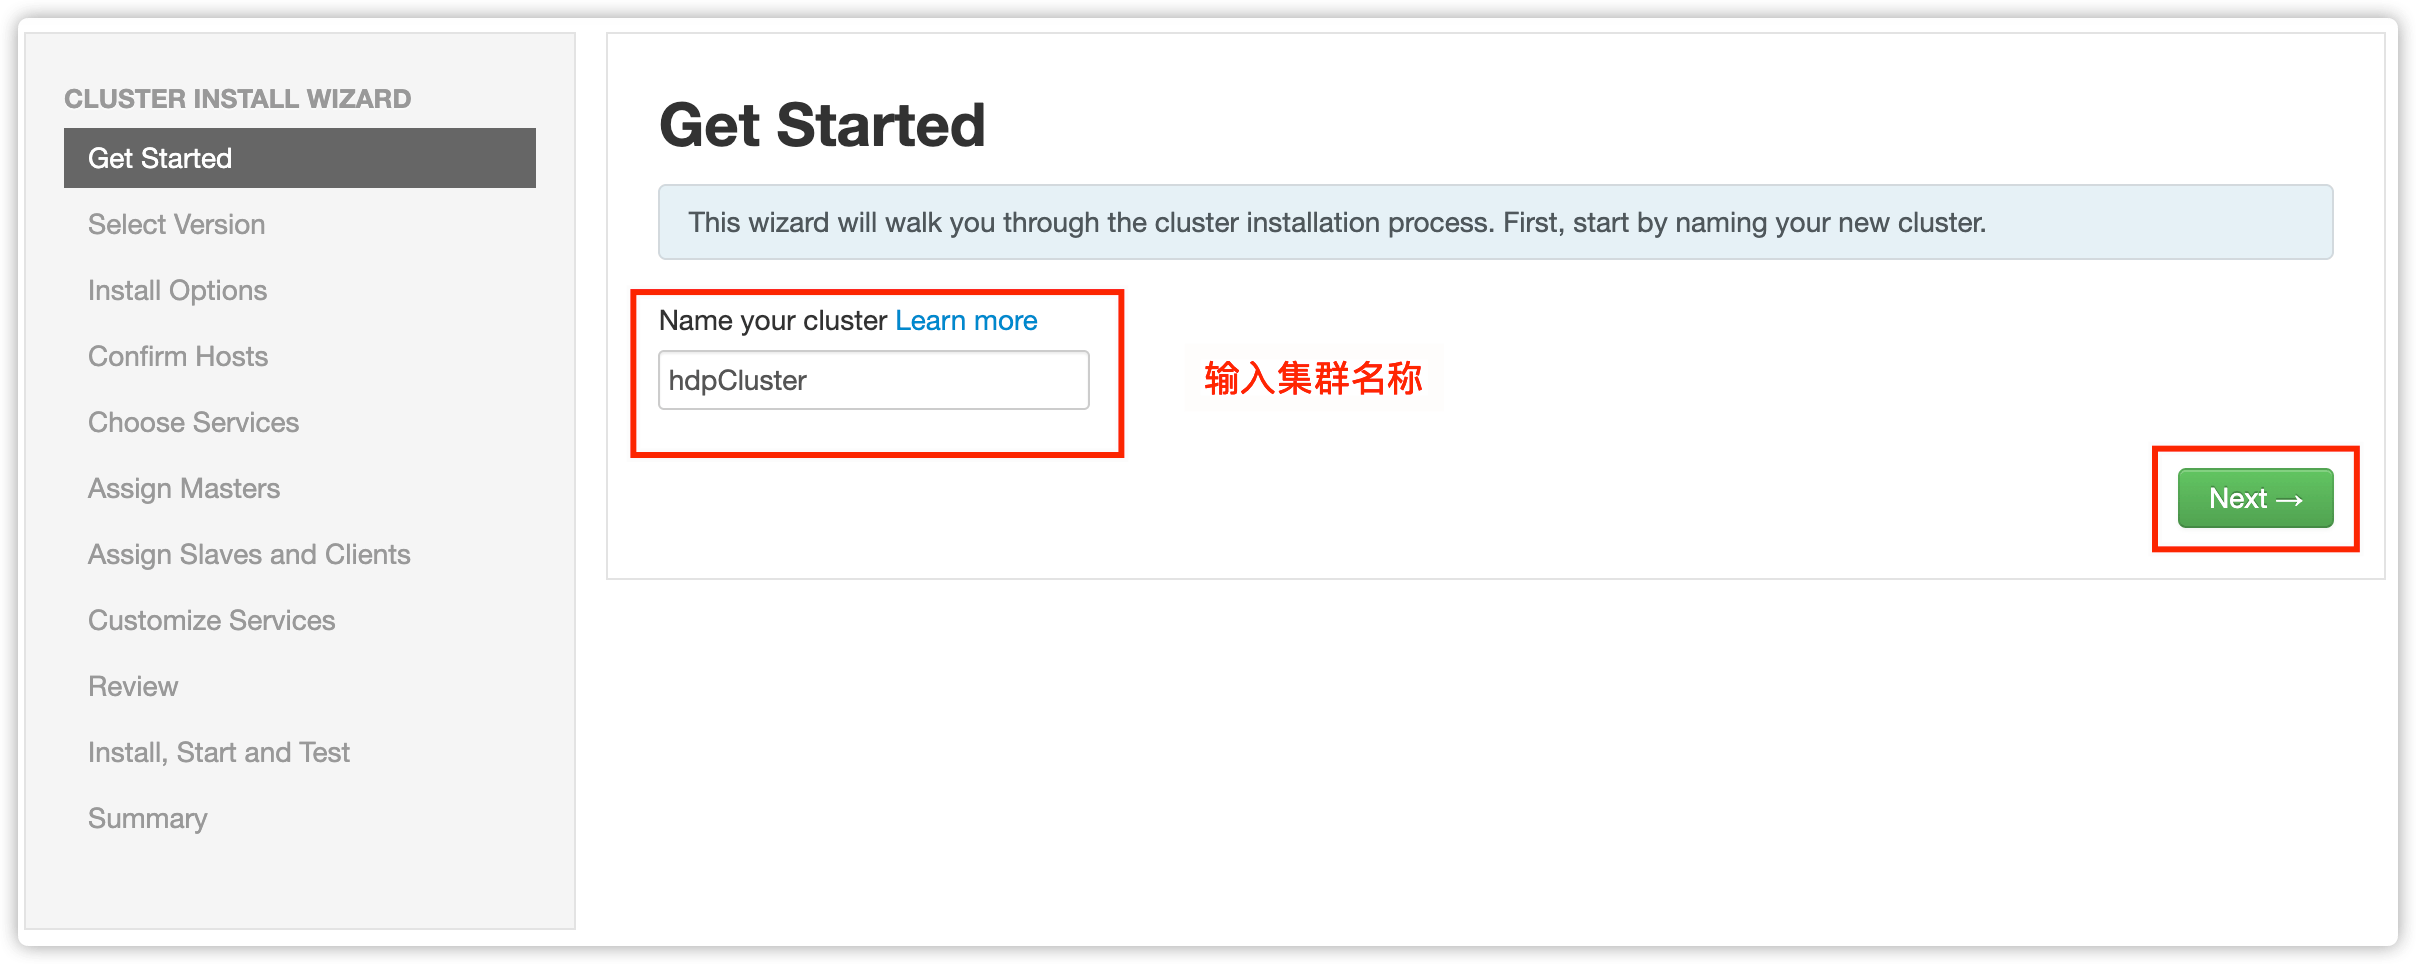 CLUSTER INSTALL WIZARD
Get Started
Select Version
Install Options
Confirm Hosts
Choose Services
Assign Masters
Assign Slaves and Clients
Customize Services
Review
Install, Start and Test
Summary
Get Started
This wizard will walk you through the cluster installation process. First, start by naming your new cluster.
Name your cluster Learn more
hdpCluster
输入集群名称
Next →